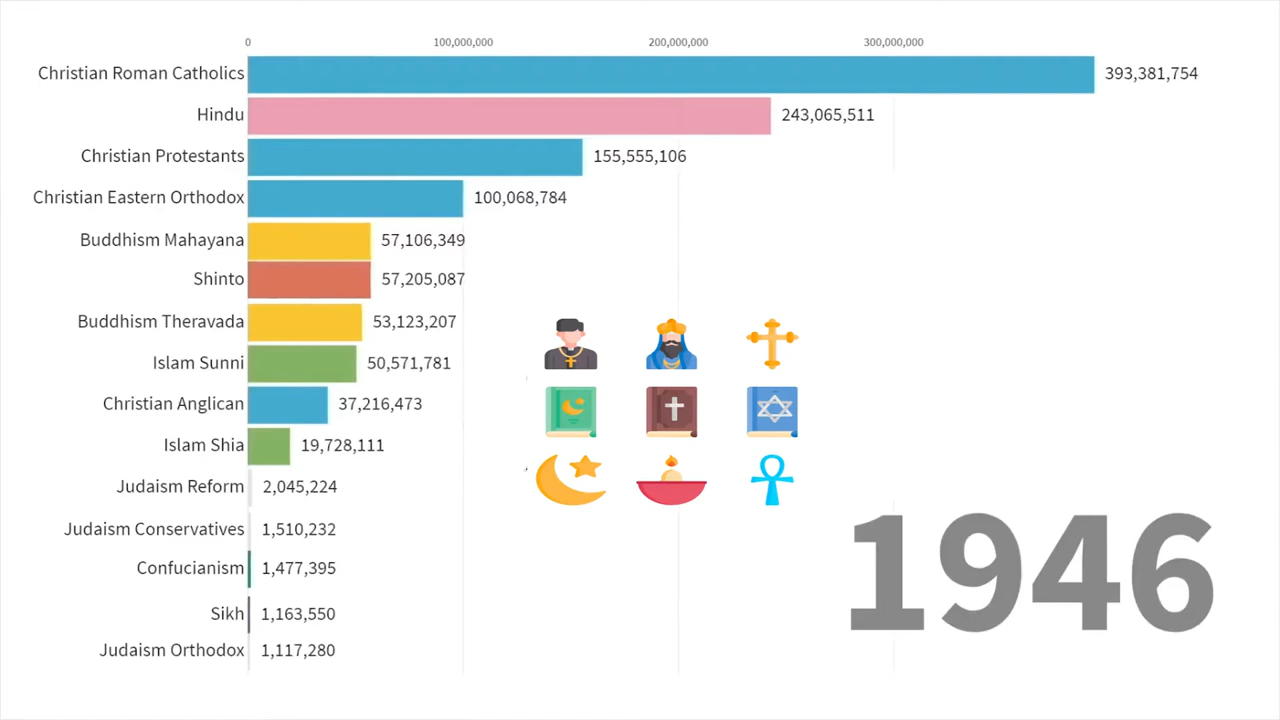 0 100,000,000 200,000,000 300,000,000
Christian Roman Catholics 393,381,754
Hindu 243,065,511
Christian Protestants 155,555,106
Christian Eastern Orthodox 100,068,784
Buddhism Mahayana 57,106,349
Shinto 57,205,087
Buddhism Theravada 53,123,207
Islam Sunni 50,571,781
Christian Anglican 37,216,473
Islam Shia 19,728,111
Judaism Reform 2,045,224
Judaism Conservatives 1,510,232
Confucianism 1,477,395
Sikh 1,163,550
Judaism Orthodox 1,117,280
1946